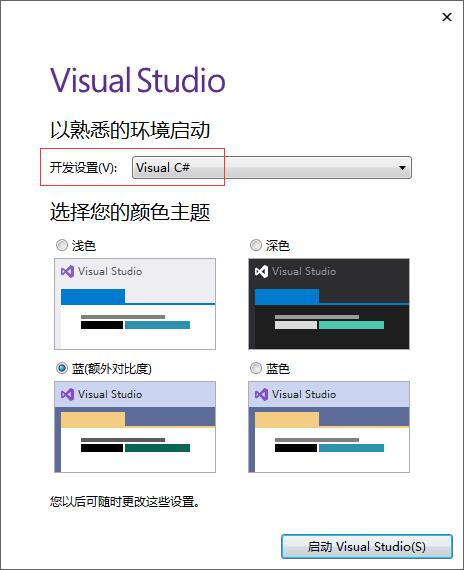 Visual Studio
以熟悉的环境启动
开发设置(V): Visual C#
选择您的颜色主题
浅色 深色
Visual Studio Visual Studio
蓝(额外对比度) 蓝色
Visual Studio Visual Studio
您以后可随时更改这些设置。
启动 Visual Studio(S)